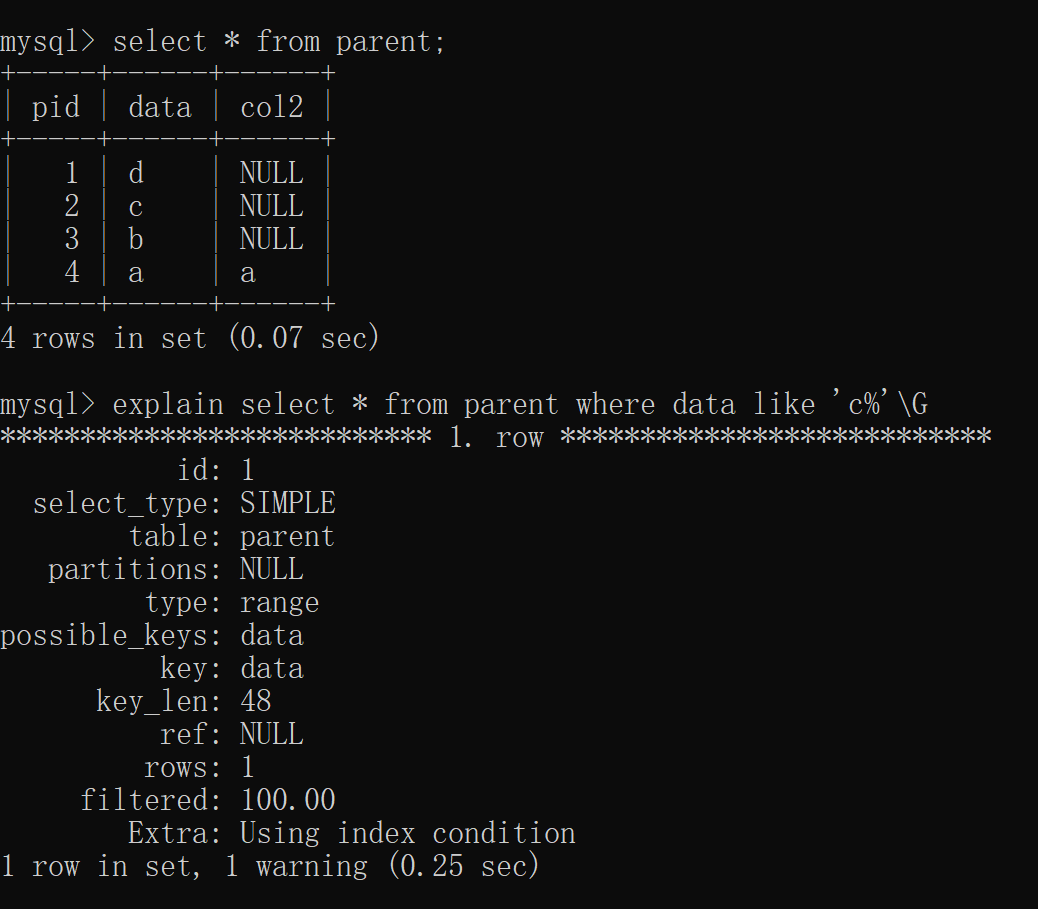 mysql> select * from parent;
+-----+------+------+
| pid | data | col2 |
+-----+------+------+
|   1 | d    | NULL |
|   2 | c    | NULL |
|   3 | b    | NULL |
|   4 | a    | a    |
+-----+------+------+
4 rows in set (0.07 sec)
mysql> explain select * from parent where data like 'c%'\G
*************************** 1. row ***************************
           id: 1
  select_type: SIMPLE
        table: parent
   partitions: NULL
         type: range
possible_keys: data
          key: data
      key_len: 48
          ref: NULL
         rows: 1
     filtered: 100.00
        Extra: Using index condition
1 row in set, 1 warning (0.25 sec)